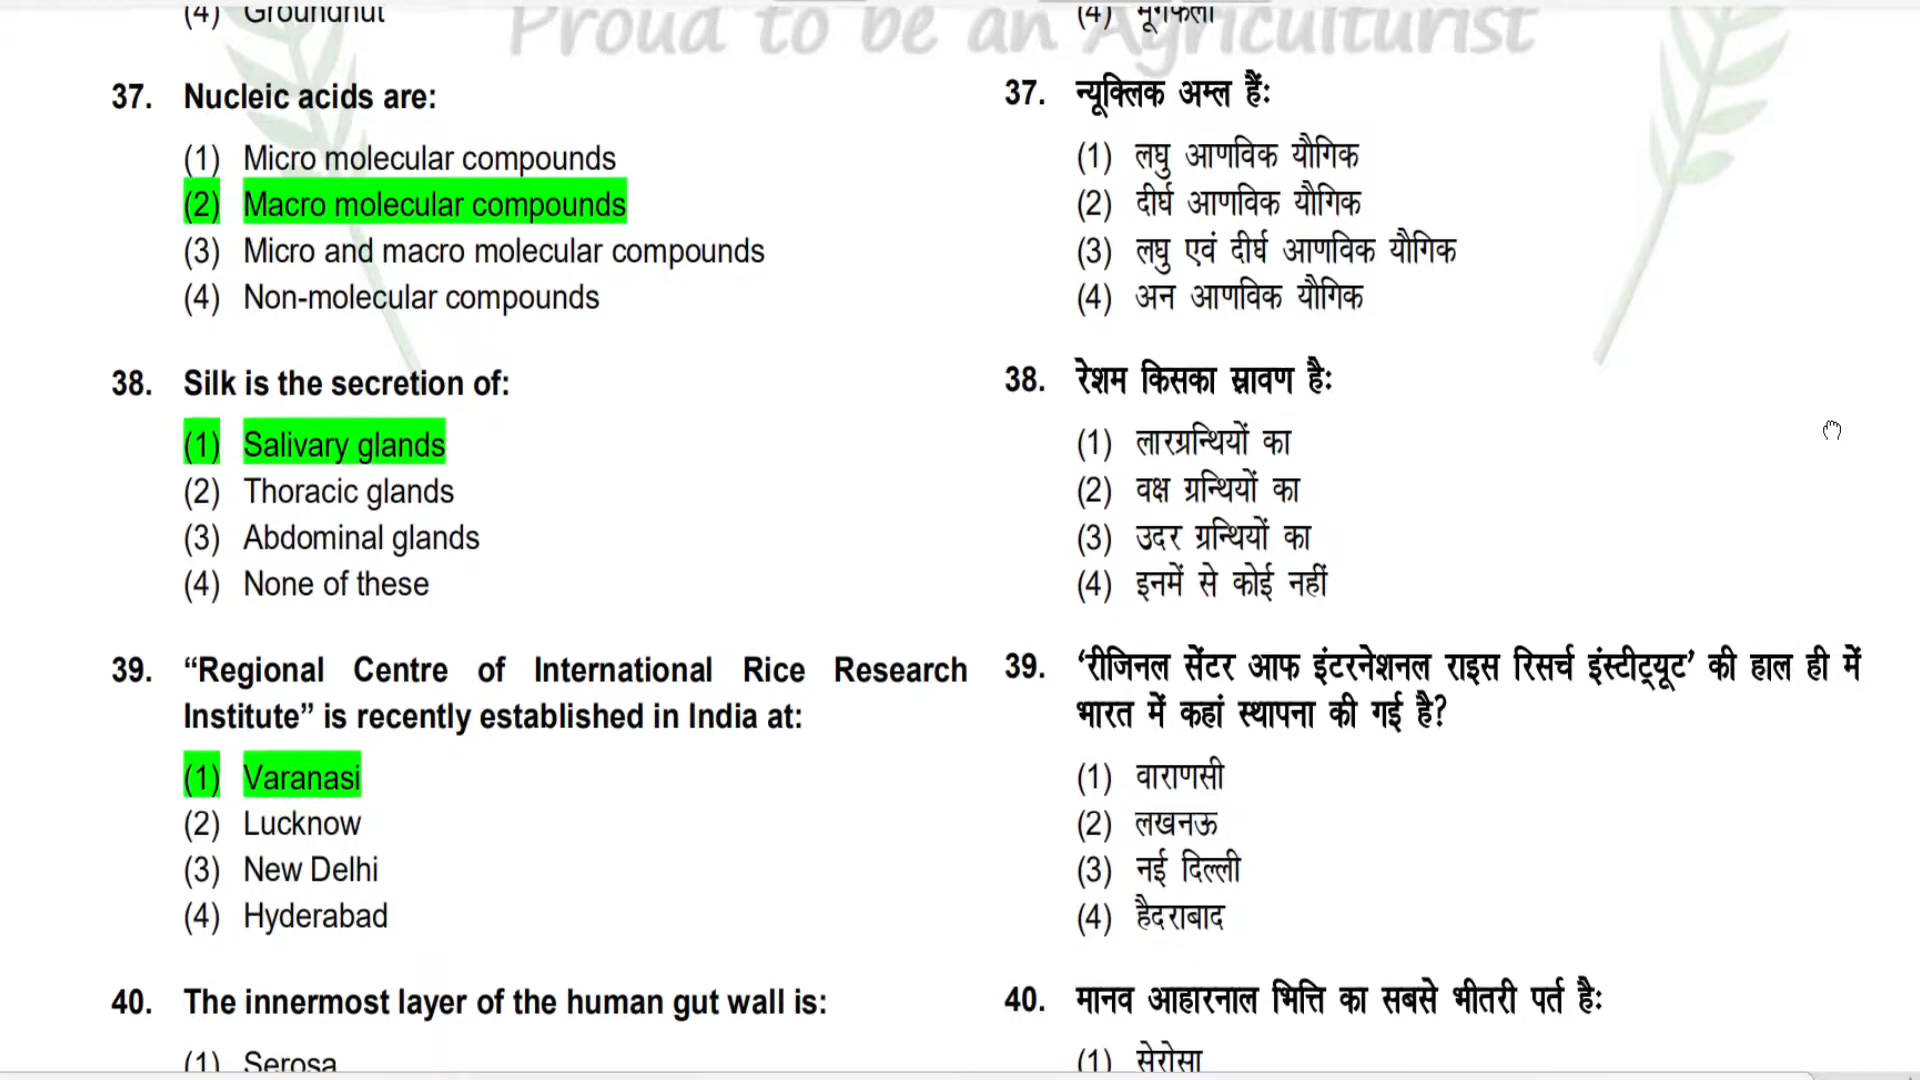 Proud to be an Agriculturist
(4) Groundnut
37. Nucleic acids are:
(1) Micro molecular compounds
(2) Macro molecular compounds
(3) Micro and macro molecular compounds
(4) Non-molecular compounds
38. Silk is the secretion of:
(1) Salivary glands
(2) Thoracic glands
(3) Abdominal glands
(4) None of these
39. “Regional Centre of International Rice Research
Institute” is recently established in India at:
(1) Varanasi
(2) Lucknow
(3) New Delhi
(4) Hyderabad
40. The innermost layer of the human gut wall is:
(1) Serosa
(4) मूंगफली
37. न्यूक्लिक अम्ल हैंः
(1) लघु आणविक यौगिक
(2) दीर्घ आणविक यौगिक
(3) लघु एवं दीर्घ आणविक यौगिक
(4) अन आणविक यौगिक
38. रेशम किसका स्रावण हैः
(1) लारग्रन्थियों का
(2) वक्ष ग्रन्थियों का
(3) उदर ग्रन्थियों का
(4) इनमें से कोई नहीं
39. ‘रीजिनल सेंटर आफ इंटरनेशनल राइस रिसर्च इंस्टीट्यूट’ की हाल ही में
भारत में कहां स्थापना की गई है?
(1) वाराणसी
(2) लखनऊ
(3) नई दिल्ली
(4) हैदराबाद
40. मानव आहारनाल भित्ति का सबसे भीतरी पर्त हैः
(1) सेरोसा